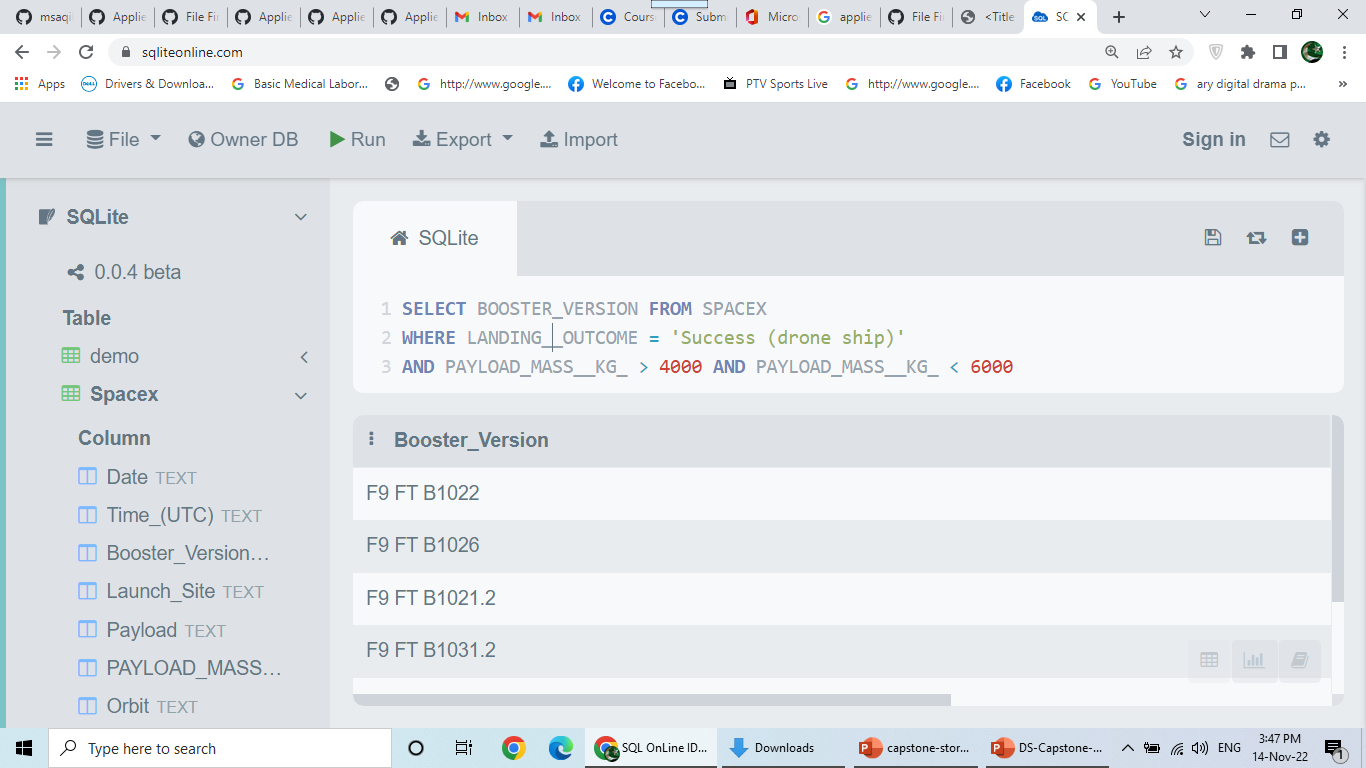 msaqi
Applie
File Fi
Applie
Applie
Applie
Inbox
Inbox
Cours
Subm
Micro
applie
File Fi
<Title
SC
sqliteonline.com
Apps
Drivers & Downloa...
Basic Medical Labor...
http://www.google....
Welcome to Facebo...
PTV Sports Live
http://www.google....
Facebook
YouTube
ary digital drama p...
»
File
Owner DB
Run
Export
Import
Sign in
SQLite
0.0.4 beta
Table
demo
Spacex
Column
Date TEXT
Time_(UTC) TEXT
Booster_Version...
Launch_Site TEXT
Payload TEXT
PAYLOAD_MASS...
Orbit TEXT
SQLite
1 SELECT BOOSTER_VERSION FROM SPACEX
2 WHERE LANDING__OUTCOME = 'Success (drone ship)'
3 AND PAYLOAD_MASS__KG_ > 4000 AND PAYLOAD_MASS__KG_ < 6000
Booster_Version
F9 FT B1022
F9 FT B1026
F9 FT B1021.2
F9 FT B1031.2
Type here to search
SQL OnLine ID...
Downloads
capstone-stor...
DS-Capstone-...
ENG
3:47 PM
14-Nov-22
1